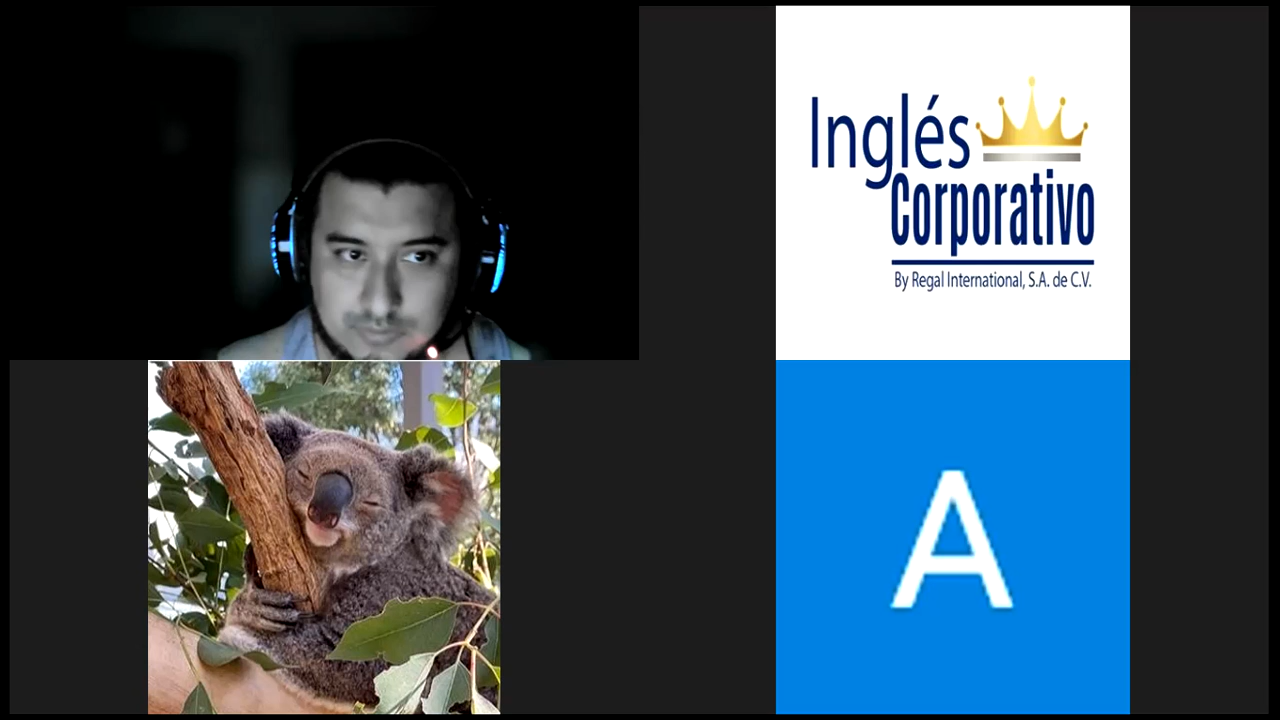 Inglés
Corporativo
By Regal International, S.A. de C.V.
A